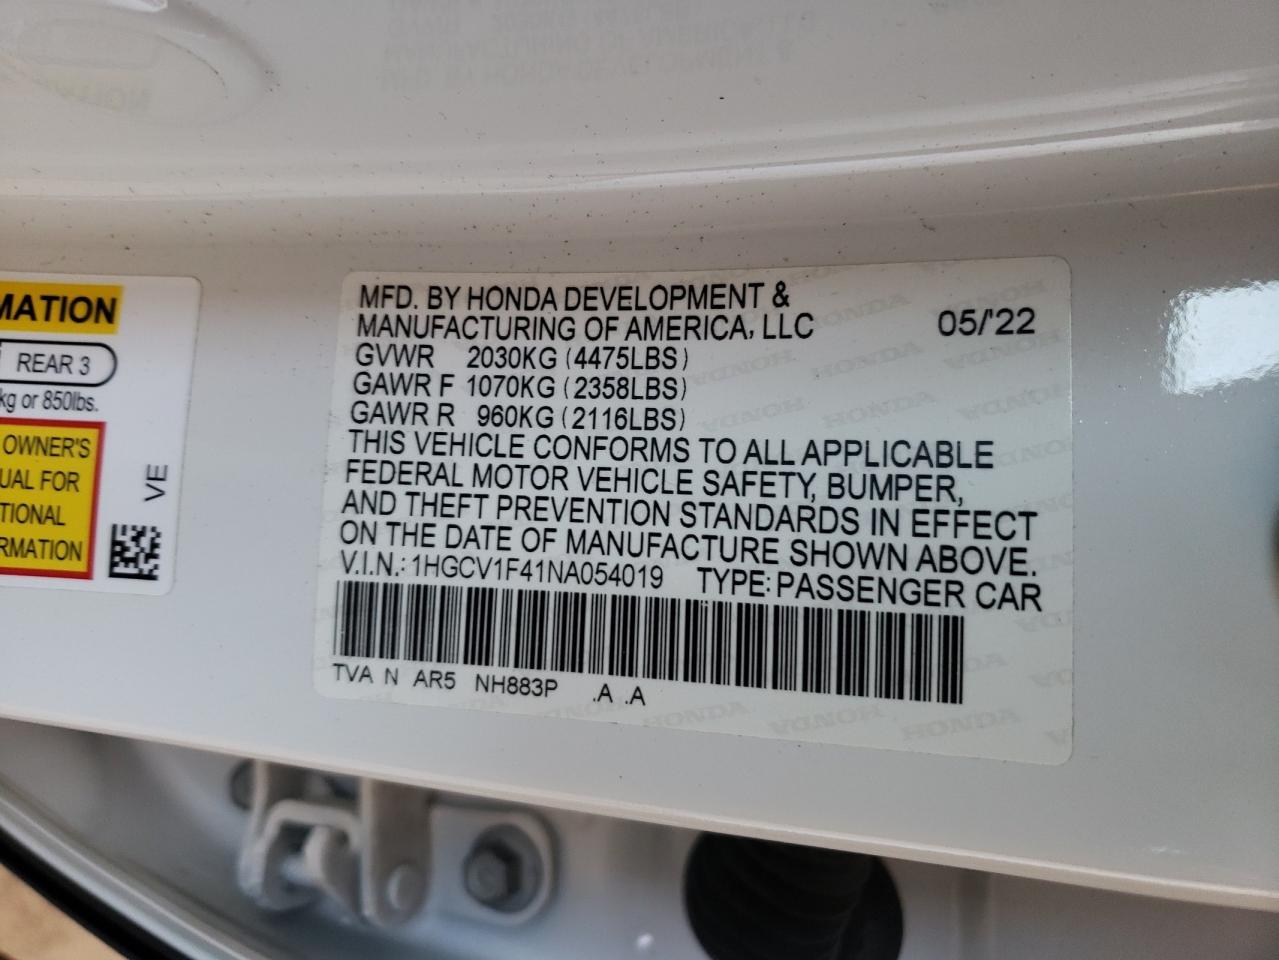 MATION
REAR 3
kg or 850lbs.
OWNER'S
UAL FOR
TIONAL
RMATION
VE
MFD. BY HONDA DEVELOPMENT &
MANUFACTURING OF AMERICA, LLC 05/'22
GVWR 2030KG (4475LBS)
GAWR F 1070KG (2358LBS)
GAWR R 960KG (2116LBS)
THIS VEHICLE CONFORMS TO ALL APPLICABLE
FEDERAL MOTOR VEHICLE SAFETY, BUMPER,
AND THEFT PREVENTION STANDARDS IN EFFECT
ON THE DATE OF MANUFACTURE SHOWN ABOVE.
V.I.N.: 1HGCV1F41NA054019 TYPE: PASSENGER CAR
TVA N AR5 NH883P .A .A
HONDA HONDA HONDA